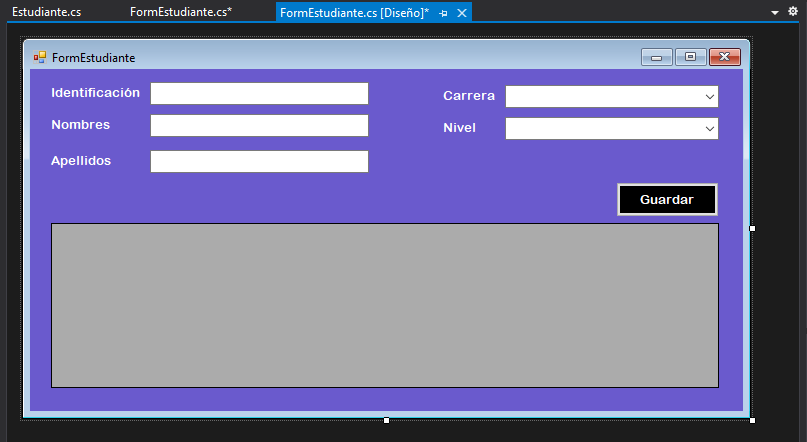 Estudiante.cs FormEstudiante.cs* FormEstudiante.cs [Diseño]*
FormEstudiante
Identificación
Carrera
Nombres
Nivel
Apellidos
Guardar